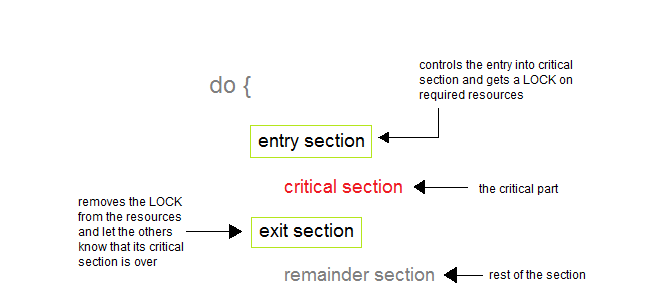 controls the entry into critical
section and gets a LOCK on
required resources
do {
entry section
critical section
the critical part
removes the LOCK
from the resources
and let the others
know that its critical
section is over
exit section
remainder section
rest of the section